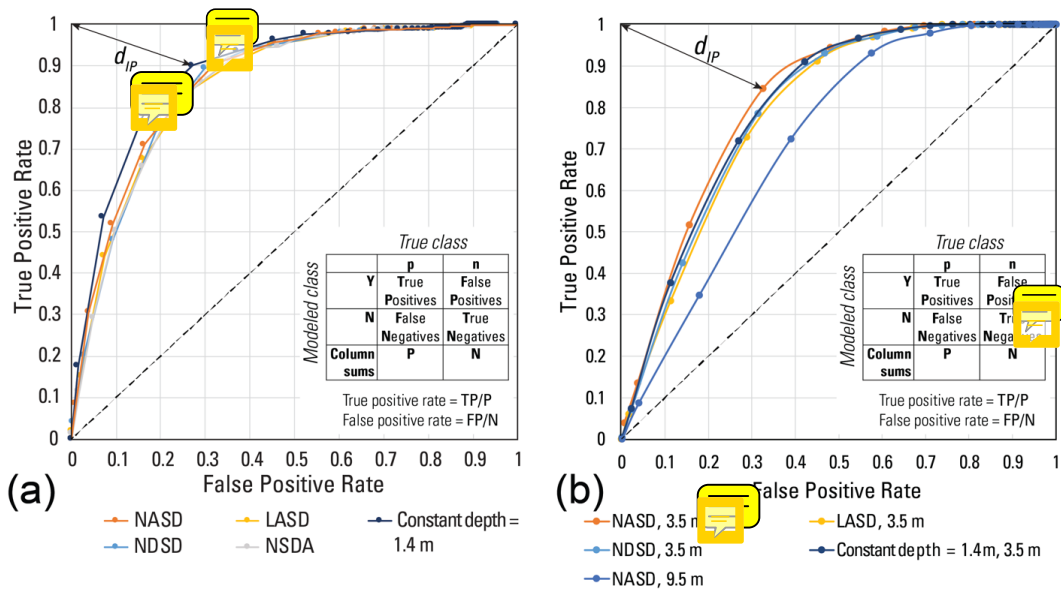 1
0.9
0.8
0.7
0.6
0.5
0.4
0.3
0.2
0.1
0
True Positive Rate
dIP
True class
Modeled class
p n
Y True Positives False Positives
N False Negatives True Negatives
Column sums P N
True positive rate = TP/P
False positive rate = FP/N
0 0.1 0.2 0.3 0.4 0.5 0.6 0.7 0.8 0.9 1
False Positive Rate
(a)
NASD LASD Constant depth =
NDSD NSDA 1.4 m
1
0.9
0.8
0.7
0.6
0.5
0.4
0.3
0.2
0.1
0
True Positive Rate
dIP
True class
Modeled class
p n
Y True False
Positives
N False
Negatives
Column P N
sums
True positive rate = TP/P
False positive rate = FP/N
0 0.1 0.2 0.3 0.4 0.5 0.6 0.7 0.8 0.9 1
False Positive Rate
(b)
NASD, 3.5 LASD, 3.5 m
NDSD, 3.5 m Constant depth = 1.4m, 3.5 m
NASD, 9.5 m